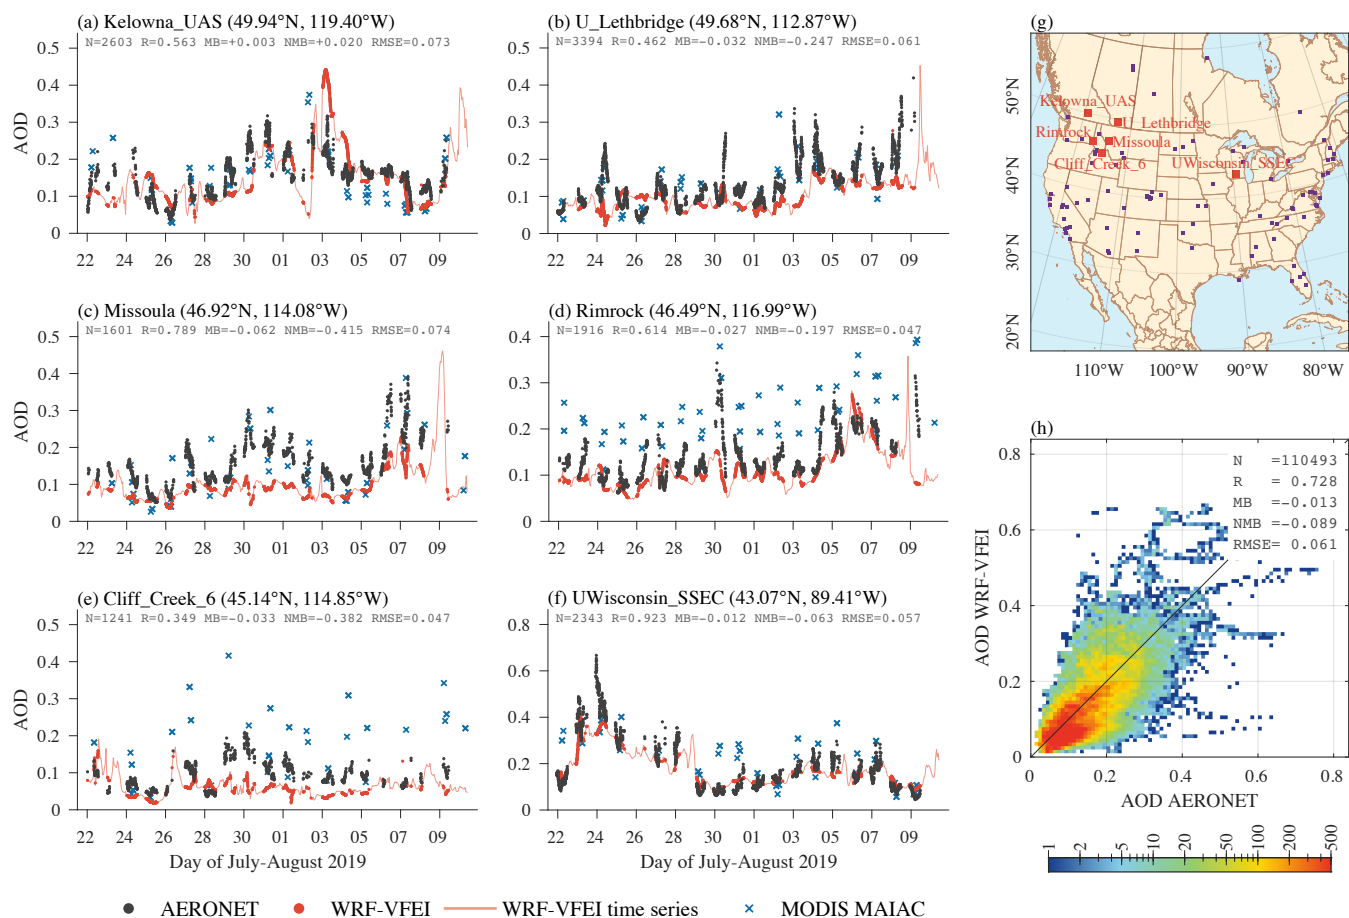 (a) Kelowna_UAS (49.94°N, 119.40°W)
N=2603 R=0.563 MB=+0.003 NMB=+0.020 RMSE=0.073
0.5
0.4
0.3
0.2
0.1
0
AOD
22 24 26 28 30 01 03 05 07 09
(b) U_Lethbridge (49.68°N, 112.87°W)
N=3394 R=0.462 MB=-0.032 NMB=-0.247 RMSE=0.061
0.5
0.4
0.3
0.2
0.1
0
22 24 26 28 30 01 03 05 07 09
(g)
Kelowna_UAS
U_Lethbridge
Rimrock
Missoula
Cliff_Creek_6
UWisconsin_SSEC
50°N
40°N
30°N
20°N
110°W 100°W 90°W 80°W
(c) Missoula (46.92°N, 114.08°W)
N=1601 R=0.789 MB=-0.062 NMB=-0.415 RMSE=0.074
0.5
0.4
0.3
0.2
0.1
0
AOD
22 24 26 28 30 01 03 05 07 09
(d) Rimrock (46.49°N, 116.99°W)
N=1916 R=0.614 MB=-0.027 NMB=-0.197 RMSE=0.047
0.4
0.3
0.2
0.1
0
22 24 26 28 30 01 03 05 07 09
(e) Cliff_Creek_6 (45.14°N, 114.85°W)
N=1241 R=0.349 MB=-0.033 NMB=-0.382 RMSE=0.047
0.5
0.4
0.3
0.2
0.1
0
AOD
22 24 26 28 30 01 03 05 07 09
Day of July-August 2019
(f) UWisconsin_SSEC (43.07°N, 89.41°W)
N=2343 R=0.923 MB=-0.012 NMB=-0.063 RMSE=0.057
0.8
0.6
0.4
0.2
0
22 24 26 28 30 01 03 05 07 09
Day of July-August 2019
(h)
N =110493
R = 0.728
MB =-0.013
NMB =-0.089
RMSE= 0.061
0.8
0.6
0.4
0.2
0
AOD WRF-VFEI
0 0.2 0.4 0.6 0.8
AOD AERONET
1 2 5 10 20 50 100 200 500
AERONET WRF-VFEI WRF-VFEI time series MODIS MAIAC